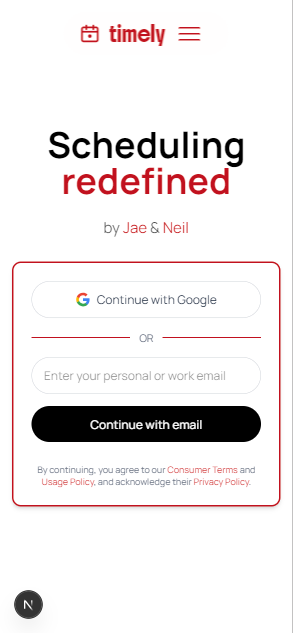 timely
Scheduling
redefined
by Jae & Neil
Continue with Google
OR
Enter your personal or work email
Continue with email
By continuing, you agree to our Consumer Terms and
Usage Policy, and acknowledge their Privacy Policy.
N